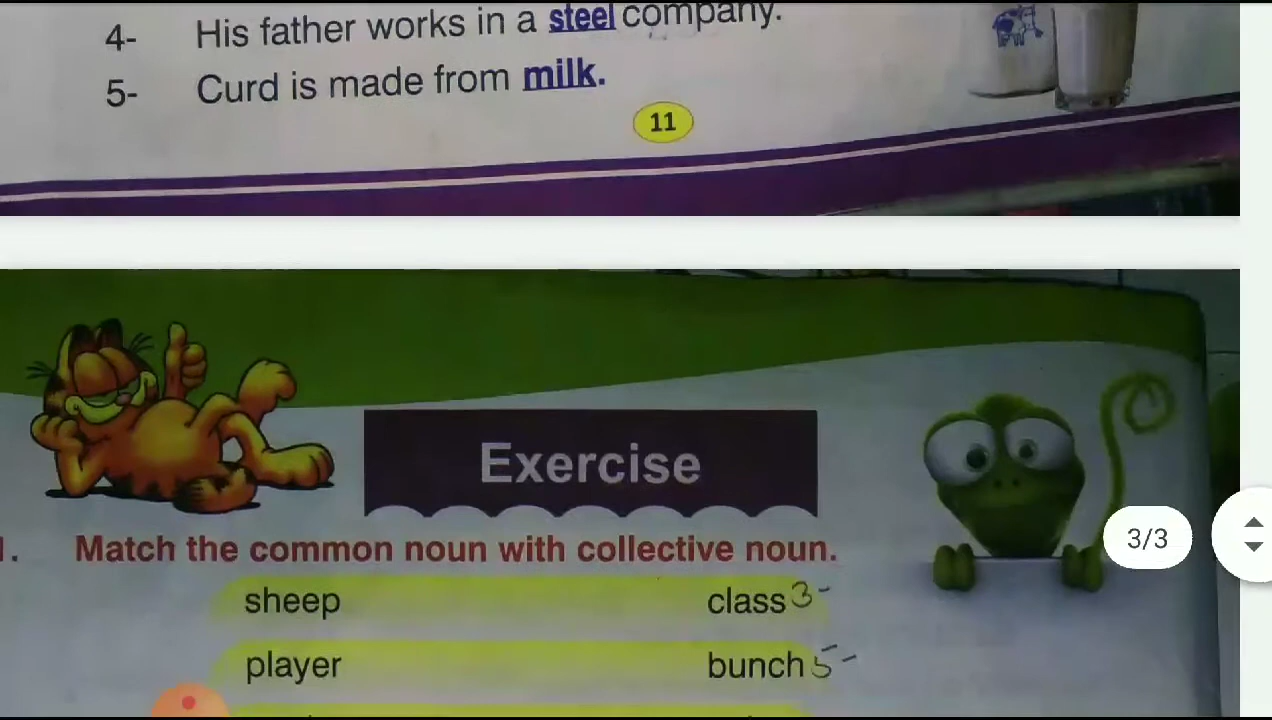 4- His father works in a steel company.
5- Curd is made from milk.
11
Exercise
. Match the common noun with collective noun.
3/3
sheep class 3-
player bunch 5-